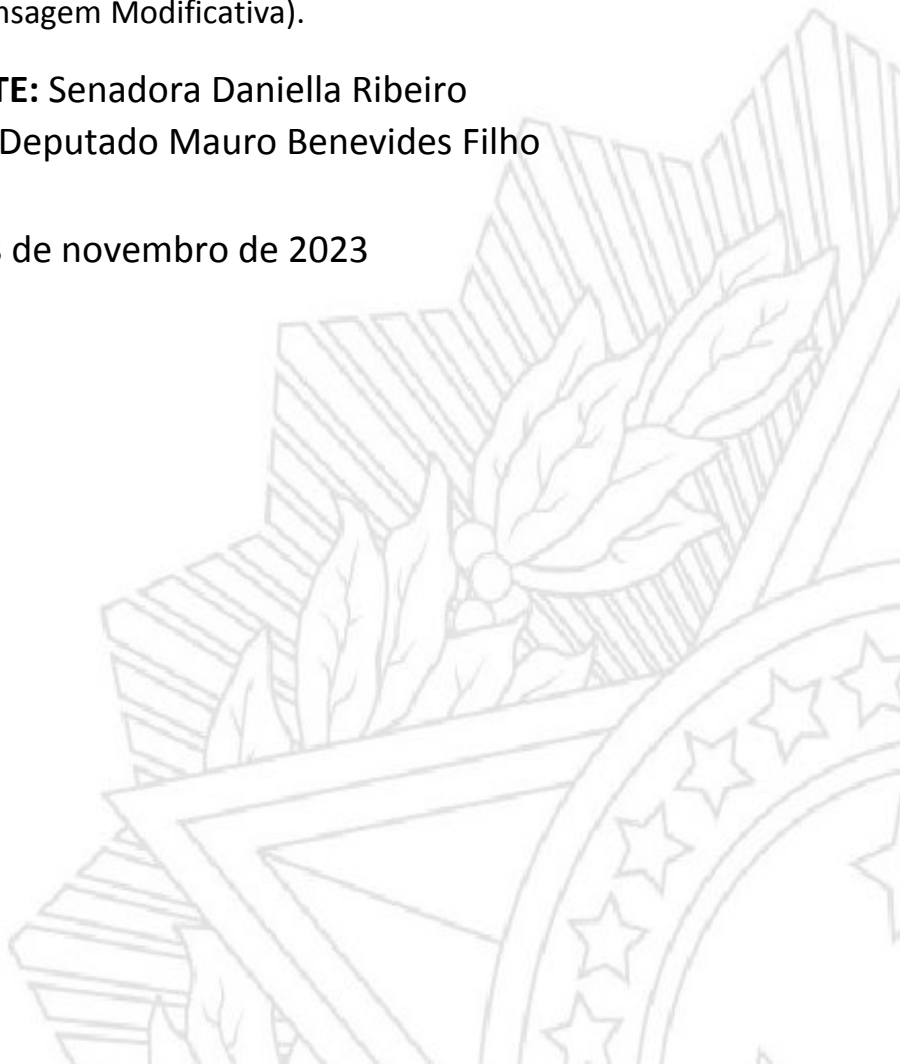 nsagem Modificativa).
TE: Senadora Daniella Ribeiro
Deputado Mauro Benevides Filho
de novembro de 2023